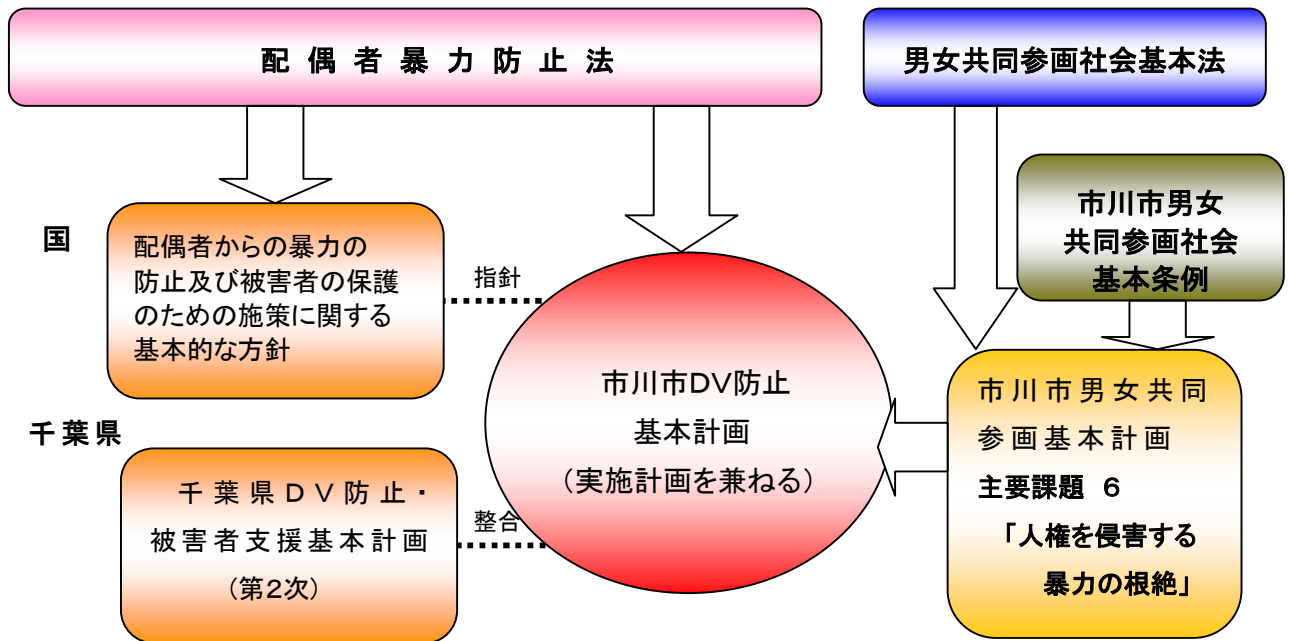 配偶者暴力防止法
男女共同参画社会基本法
市川市男女
共同参画社会
基本条例
国
配偶者からの暴力の
防止及び被害者の保護
のための施策に関する
基本的な方針
指針
市川市DV防止
基本計画
(実施計画を兼ねる)
市川市男女共同
参画基本計画
主要課題 6
「人権を侵害する
暴力の根絶」
千葉県
千葉県DV防止・
被害者支援基本計画
(第2次)
整合